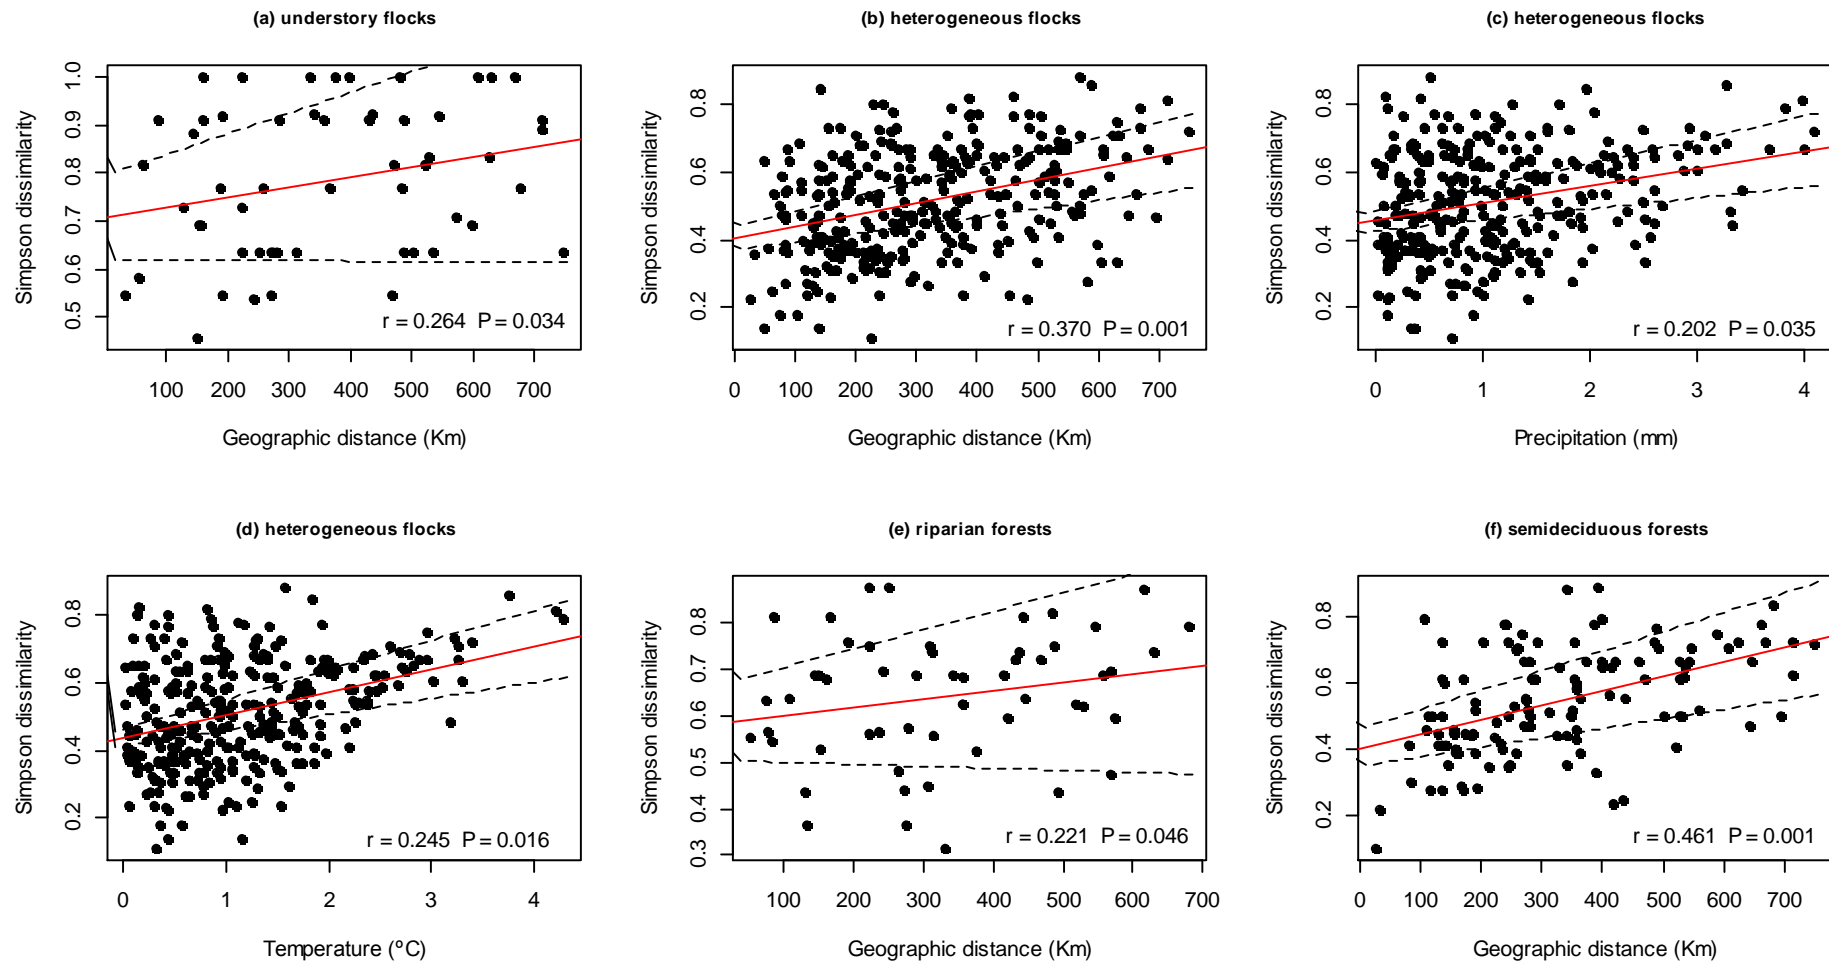 (a) understory flocks
Simpson dissimilarity
1.0
0.9
0.8
0.7
0.6
0.5
r = 0.264 P = 0.034
100 200 300 400 500 600 700
Geographic distance (Km)
(b) heterogeneous flocks
Simpson dissimilarity
0.8
0.6
0.4
0.2
r = 0.370 P = 0.001
0 100 200 300 400 500 600 700
Geographic distance (Km)
(c) heterogeneous flocks
Simpson dissimilarity
0.8
0.6
0.4
0.2
r = 0.202 P = 0.035
0 1 2 3 4
Precipitation (mm)
(d) heterogeneous flocks
Simpson dissimilarity
0.8
0.6
0.4
0.2
r = 0.245 P = 0.016
0 1 2 3 4
Temperature (ºC)
(e) riparian forests
Simpson dissimilarity
0.8
0.7
0.6
0.5
0.4
0.3
r = 0.221 P = 0.046
100 200 300 400 500 600 700
Geographic distance (Km)
(f) semideciduous forests
Simpson dissimilarity
0.8
0.6
0.4
0.2
r = 0.461 P = 0.001
0 100 200 300 400 500 600 700
Geographic distance (Km)